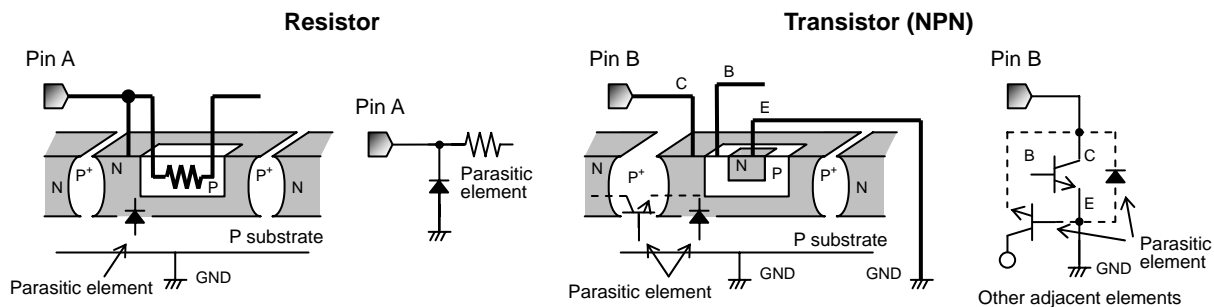 Resistor
Transistor (NPN)
Pin A
Pin A
N
N
P+
P
P+
N
Parasitic element
P substrate
GND
Parasitic element
Pin B
C
B
E
N
P+
N
N
P
P+
N
P substrate
GND
GND
Parasitic element
Pin B
B
C
E
GND
Parasitic element
Other adjacent elements